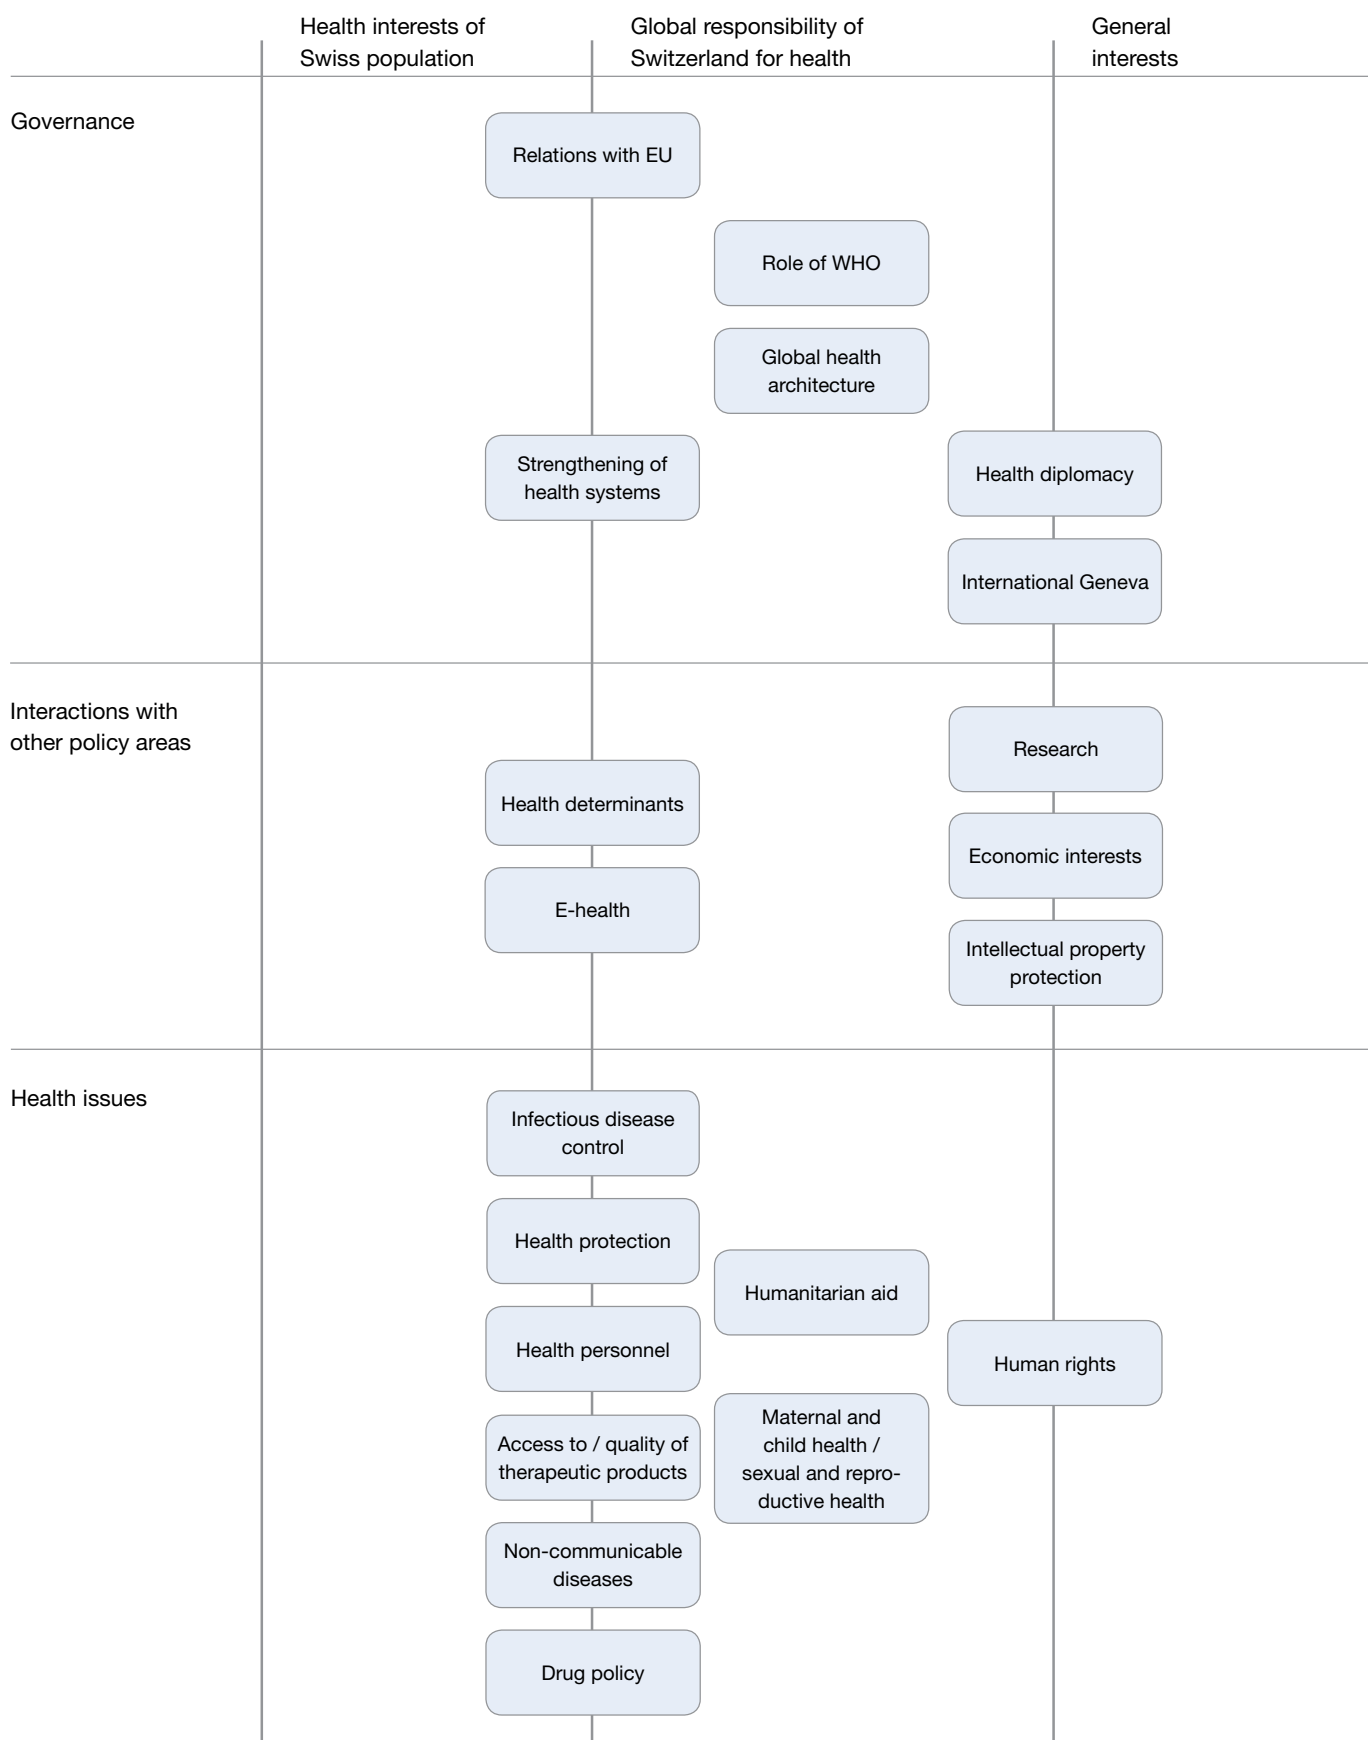 Health interests of
Swiss population
Global responsibility of
Switzerland for health
General
interests
Governance
Relations with EU
Role of WHO
Global health
architecture
Strengthening of
health systems
Health diplomacy
International Geneva
Interactions with
other policy areas
Research
Health determinants
Economic interests
E-health
Intellectual property
protection
Health issues
Infectious disease
control
Health protection
Humanitarian aid
Health personnel
Human rights
Access to / quality of
therapeutic products
Maternal and
child health /
sexual and repro-
ductive health
Non-communicable
diseases
Drug policy